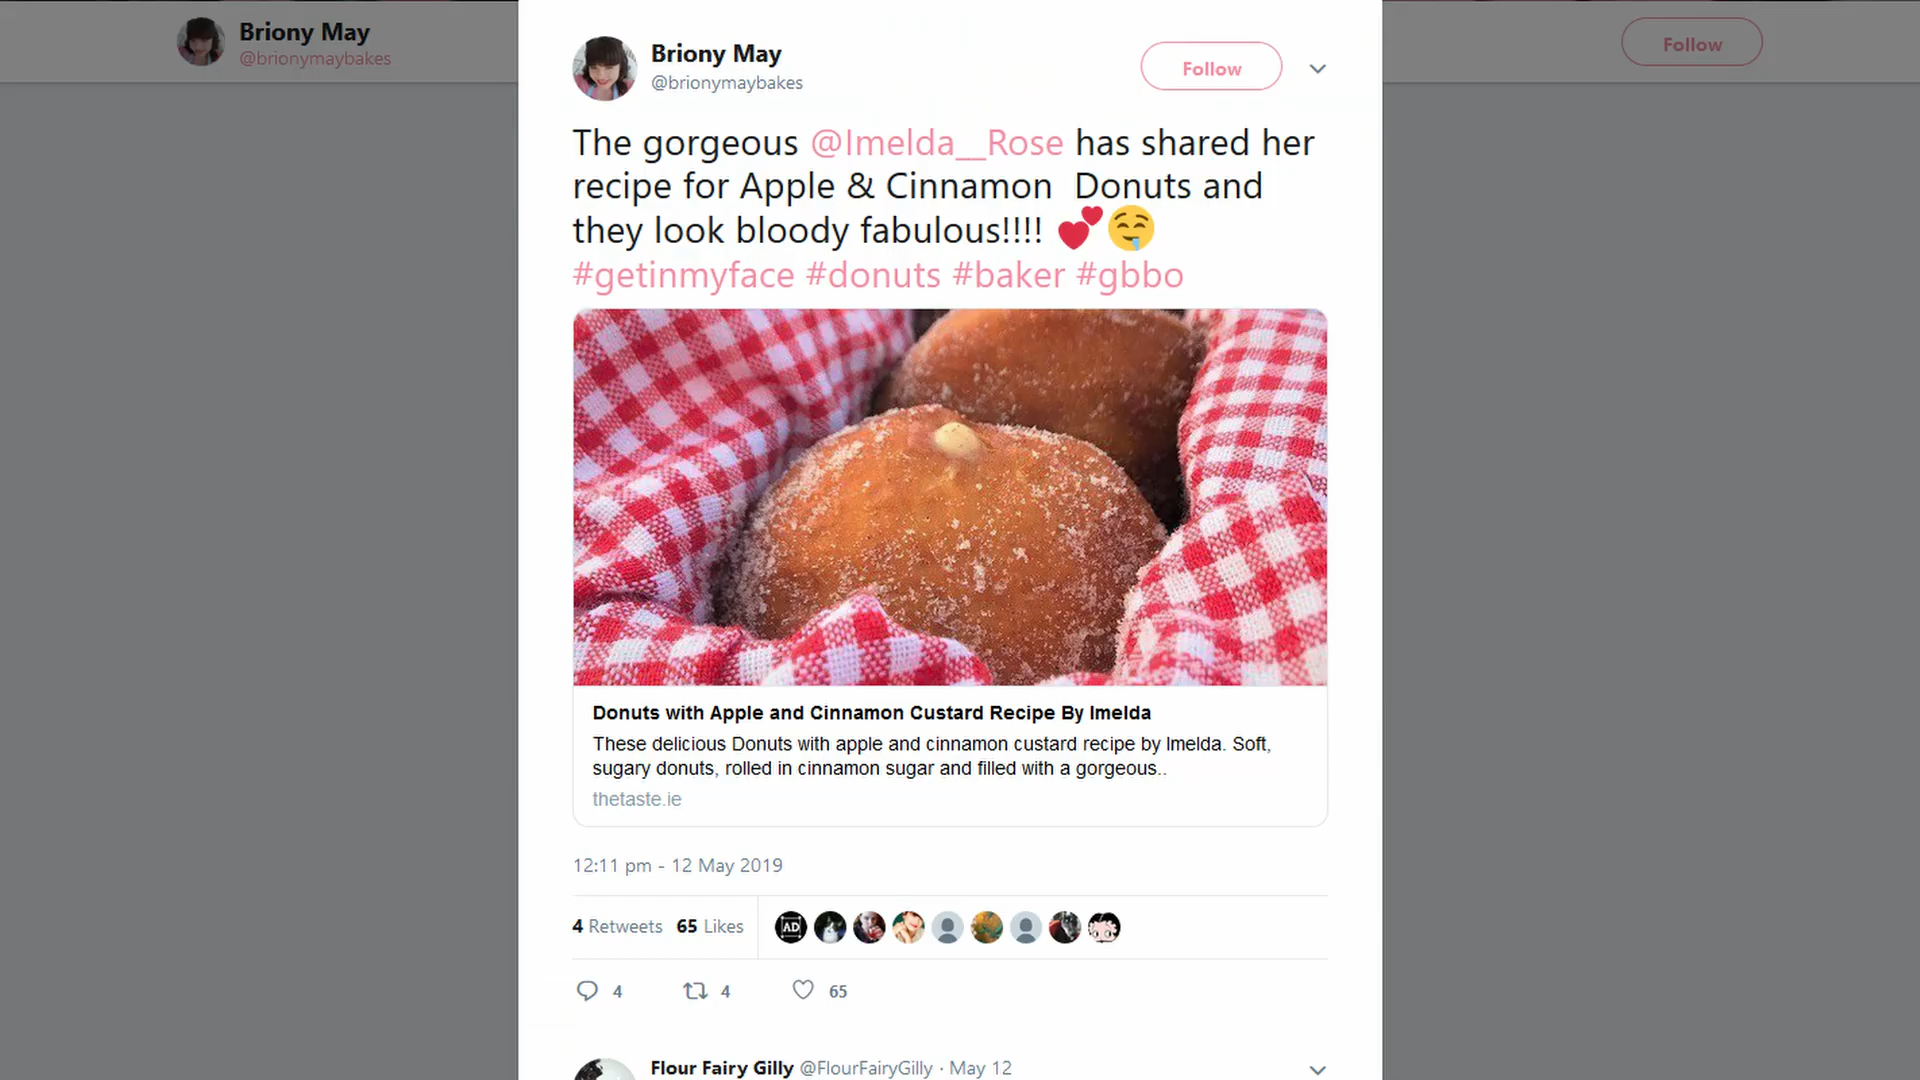 Briony May
@brionymaybakes
Follow
Briony May
@brionymaybakes
Follow
Follow
The gorgeous @Imelda__Rose has shared her
recipe for Apple & Cinnamon  Donuts and
they look bloody fabulous!!!! 💕🤤
#getinmyface #donuts #baker #gbbo
Donuts with Apple and Cinnamon Custard Recipe By Imelda
These delicious Donuts with apple and cinnamon custard recipe by Imelda. Soft,
sugary donuts, rolled in cinnamon sugar and filled with a gorgeous..
thetaste.ie
12:11 pm - 12 May 2019
4 Retweets 65 Likes
AD
4 4 65
Flour Fairy Gilly @FlourFairyGilly · May 12